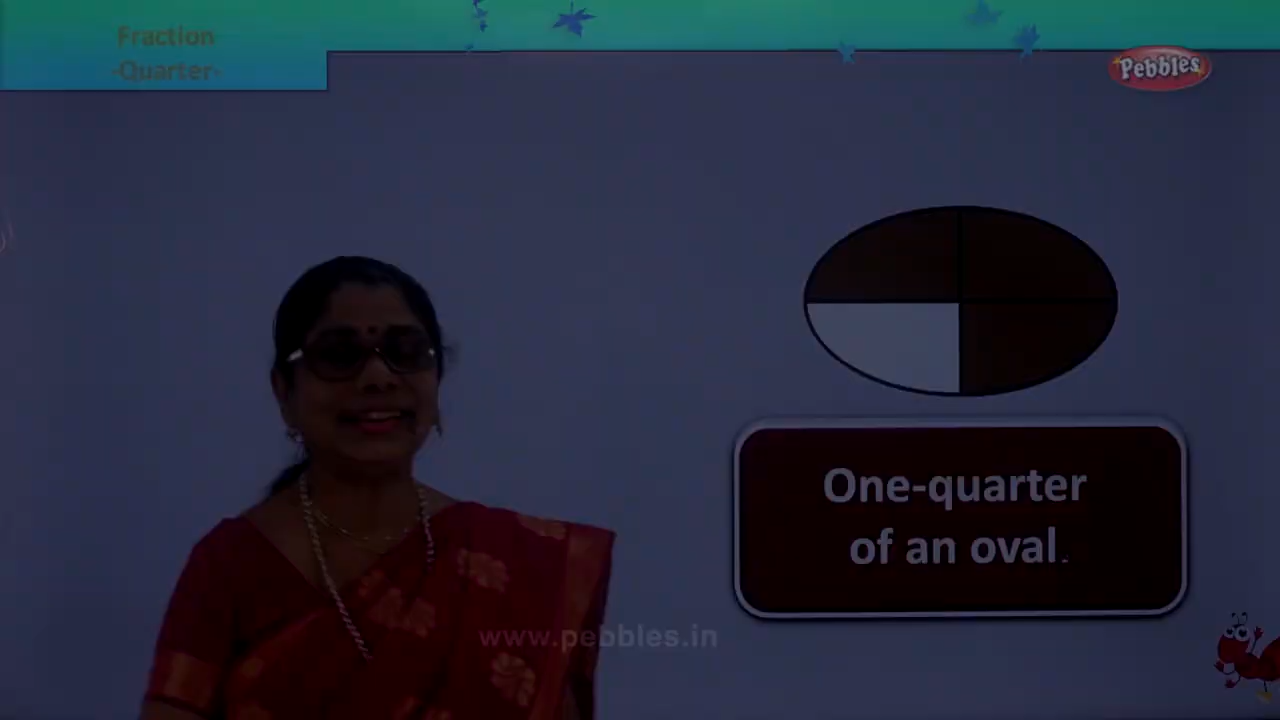 Fraction
-Quarter-
Pebbles
One-quarter
of an oval.
www.pebbles.in